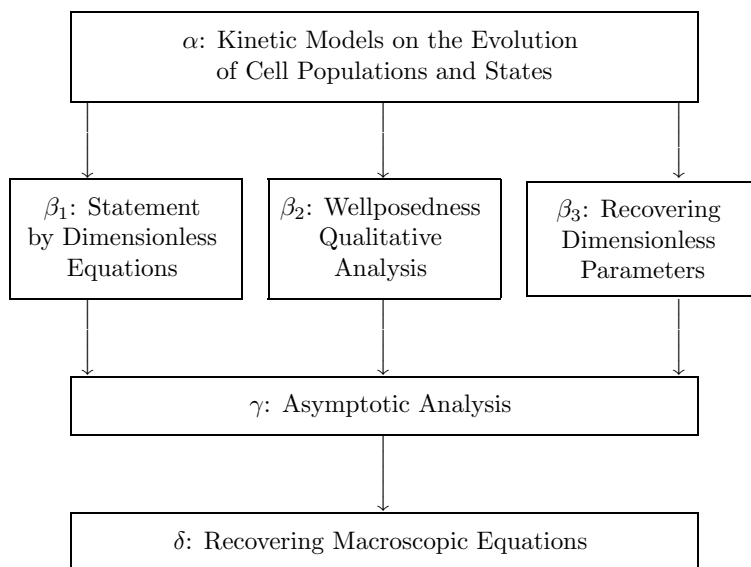 α: Kinetic Models on the Evolution
of Cell Populations and States
β₁: Statement
by Dimensionless
Equations
β₂: Wellposedness
Qualitative
Analysis
β₃: Recovering
Dimensionless
Parameters
γ: Asymptotic Analysis
δ: Recovering Macroscopic Equations